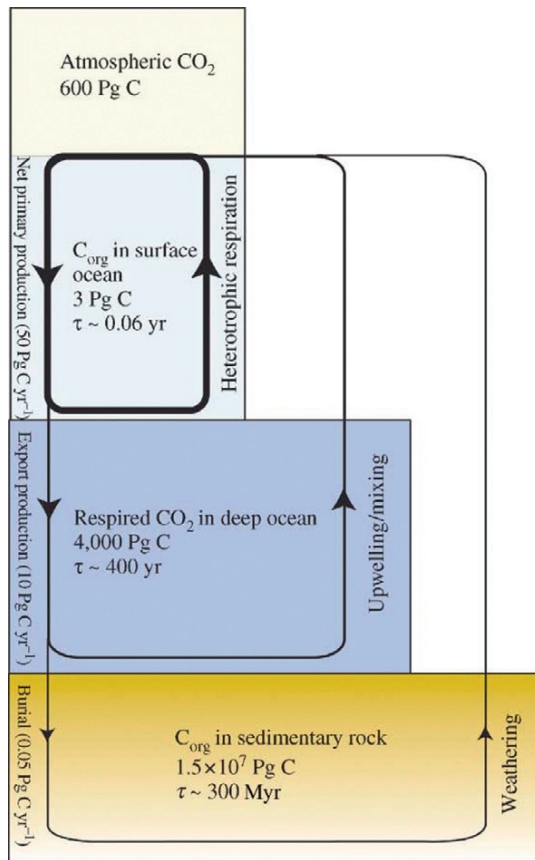 Atmospheric CO₂
600 Pg C
Net primary production (50 Pg C yr⁻¹)
C_org in surface
ocean
3 Pg C
τ ~ 0.06 yr
Heterotrophic respiration
Export production (10 Pg C yr⁻¹)
Respired CO₂ in deep ocean
4,000 Pg C
τ ~ 400 yr
Upwelling/mixing
Burial (0.05 Pg C yr⁻¹)
C_org in sedimentary rock
1.5×10⁷ Pg C
τ ~ 300 Myr
Weathering